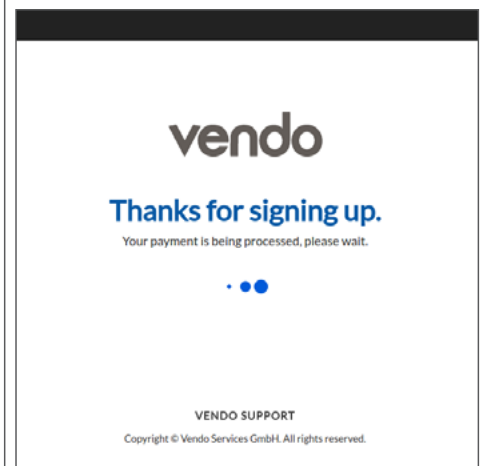 vendo
Thanks for signing up.
Your payment is being processed, please wait.
VENDO SUPPORT
Copyright © Vendo Services GmbH. All rights reserved.